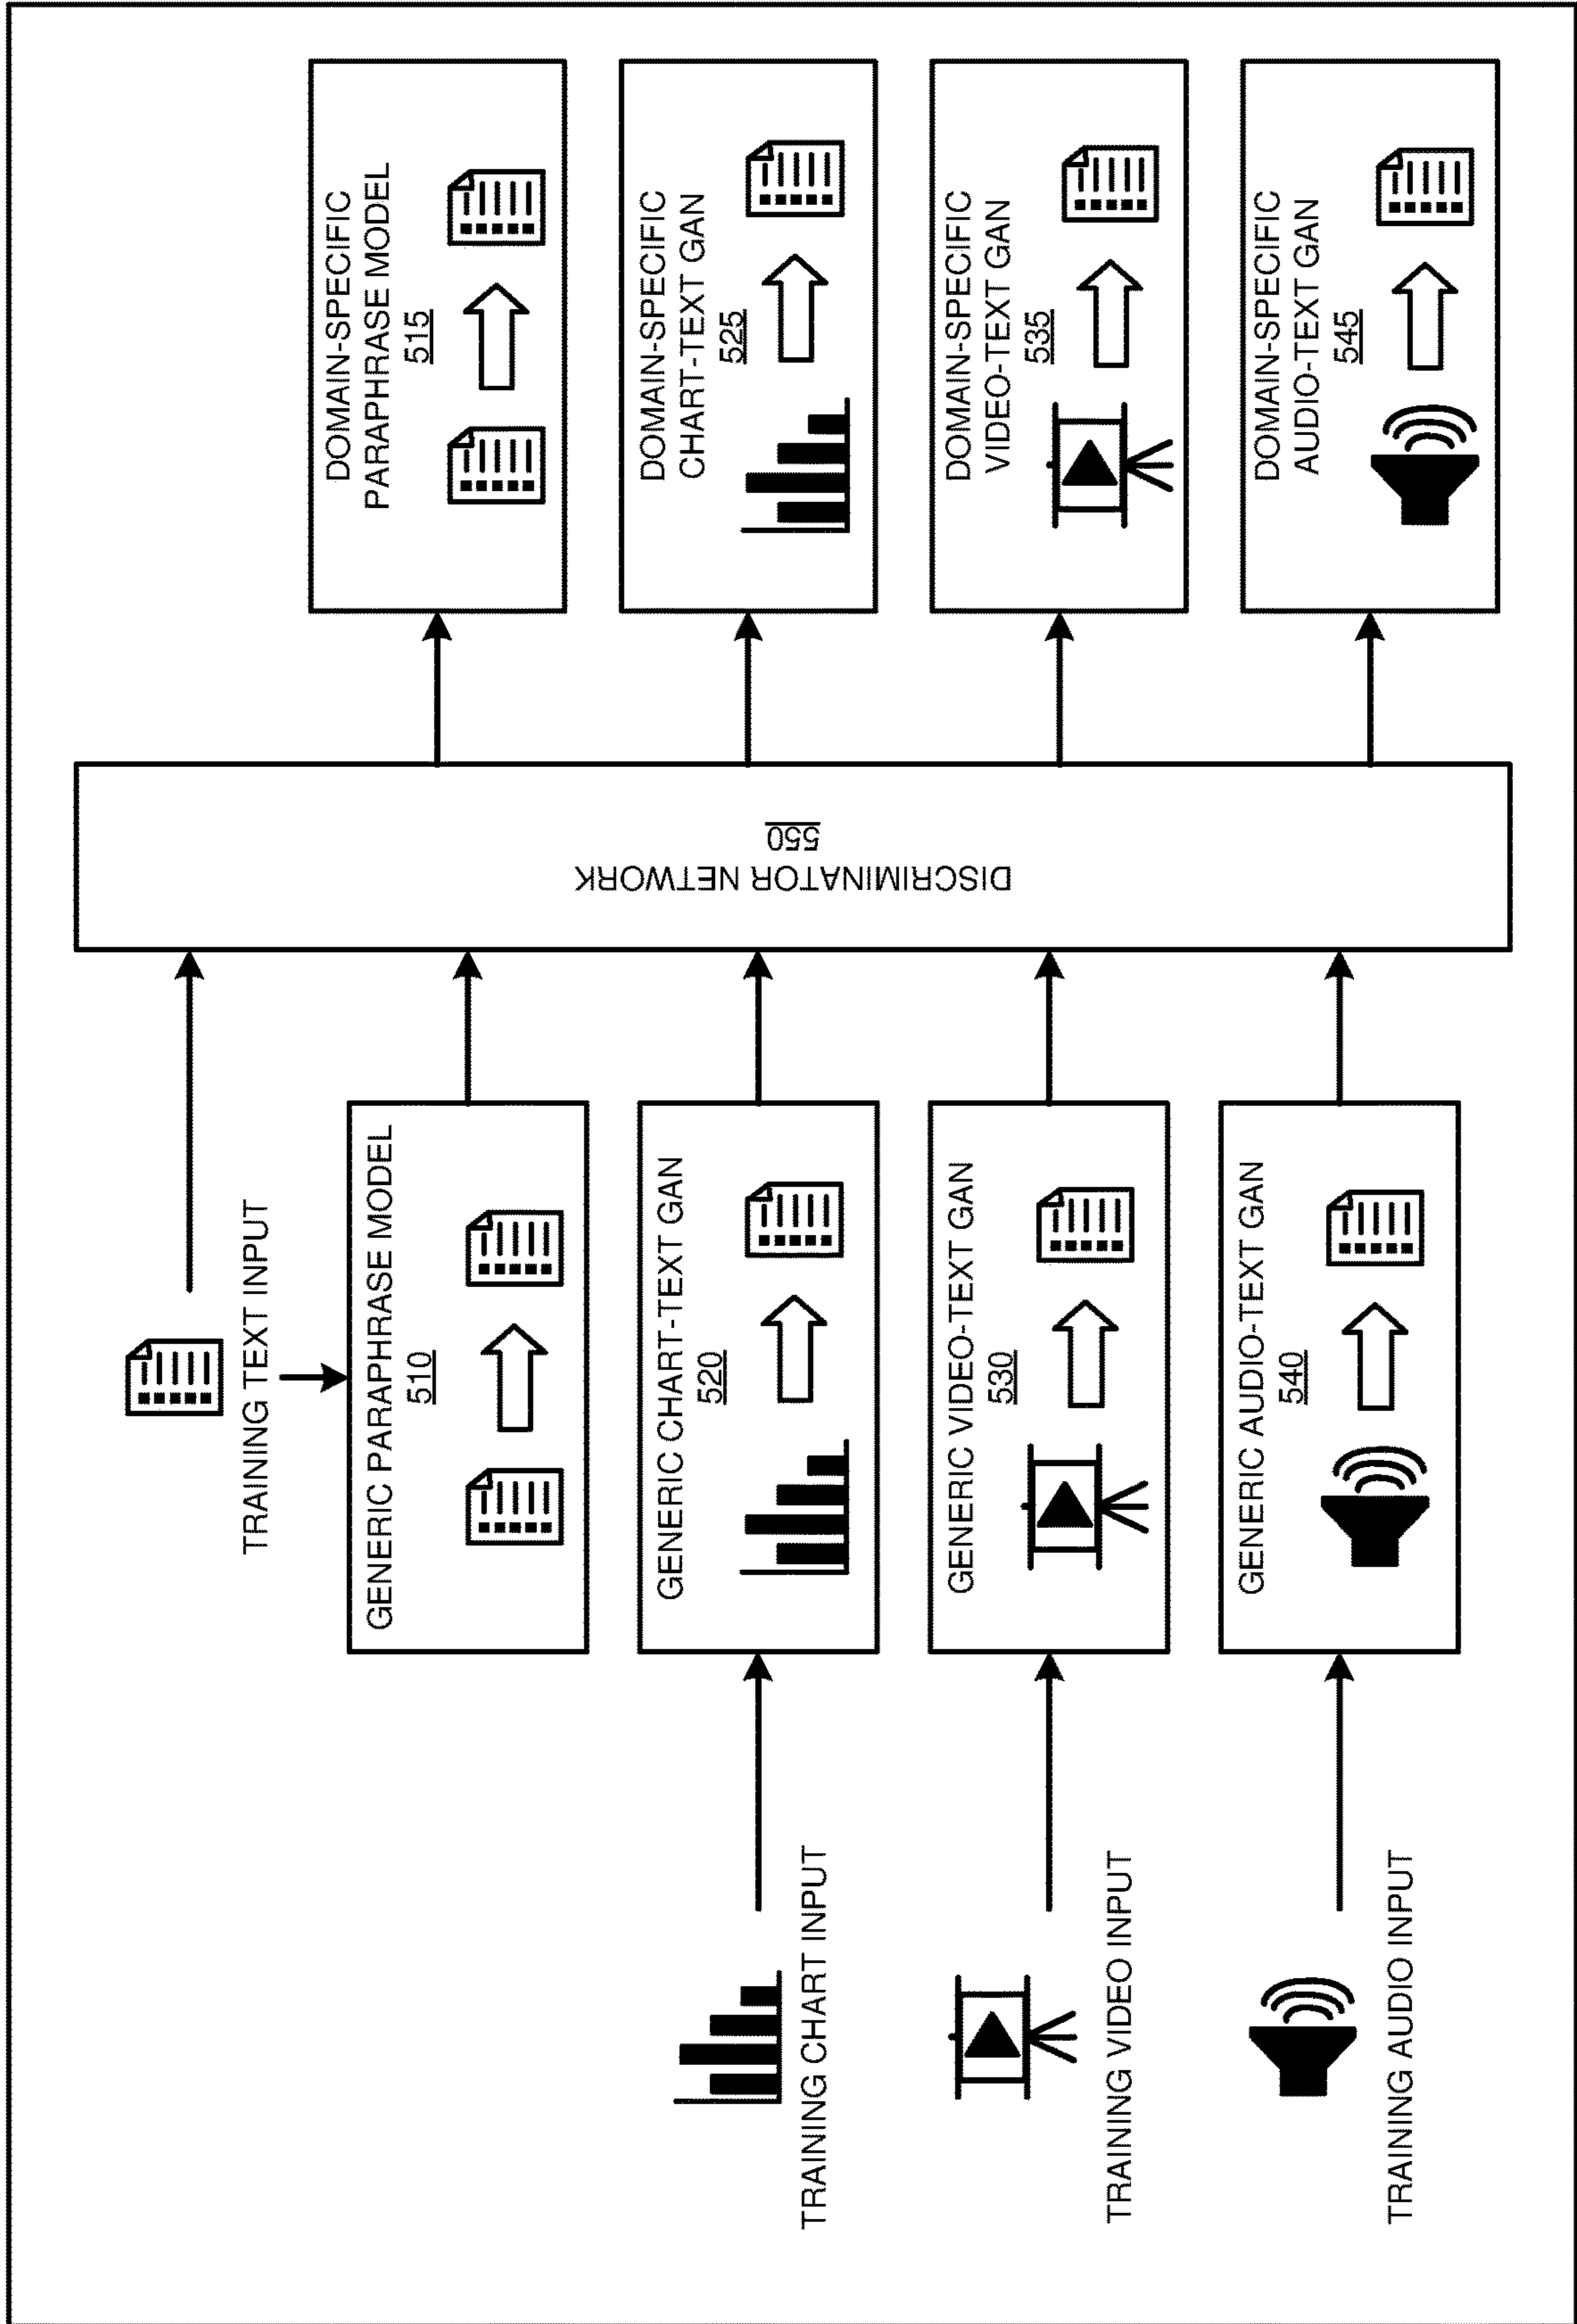 TRAINING TEXT INPUT
TRAINING CHART INPUT
TRAINING VIDEO INPUT
TRAINING AUDIO INPUT
GENERIC PARAPHRASE MODEL
510
GENERIC CHART-TEXT GAN
520
GENERIC VIDEO-TEXT GAN
530
GENERIC AUDIO-TEXT GAN
540
DISCRIMINATOR NETWORK
550
DOMAIN-SPECIFIC
PARAPHRASE MODEL
515
DOMAIN-SPECIFIC
CHART-TEXT GAN
525
DOMAIN-SPECIFIC
VIDEO-TEXT GAN
535
DOMAIN-SPECIFIC
AUDIO-TEXT GAN
545